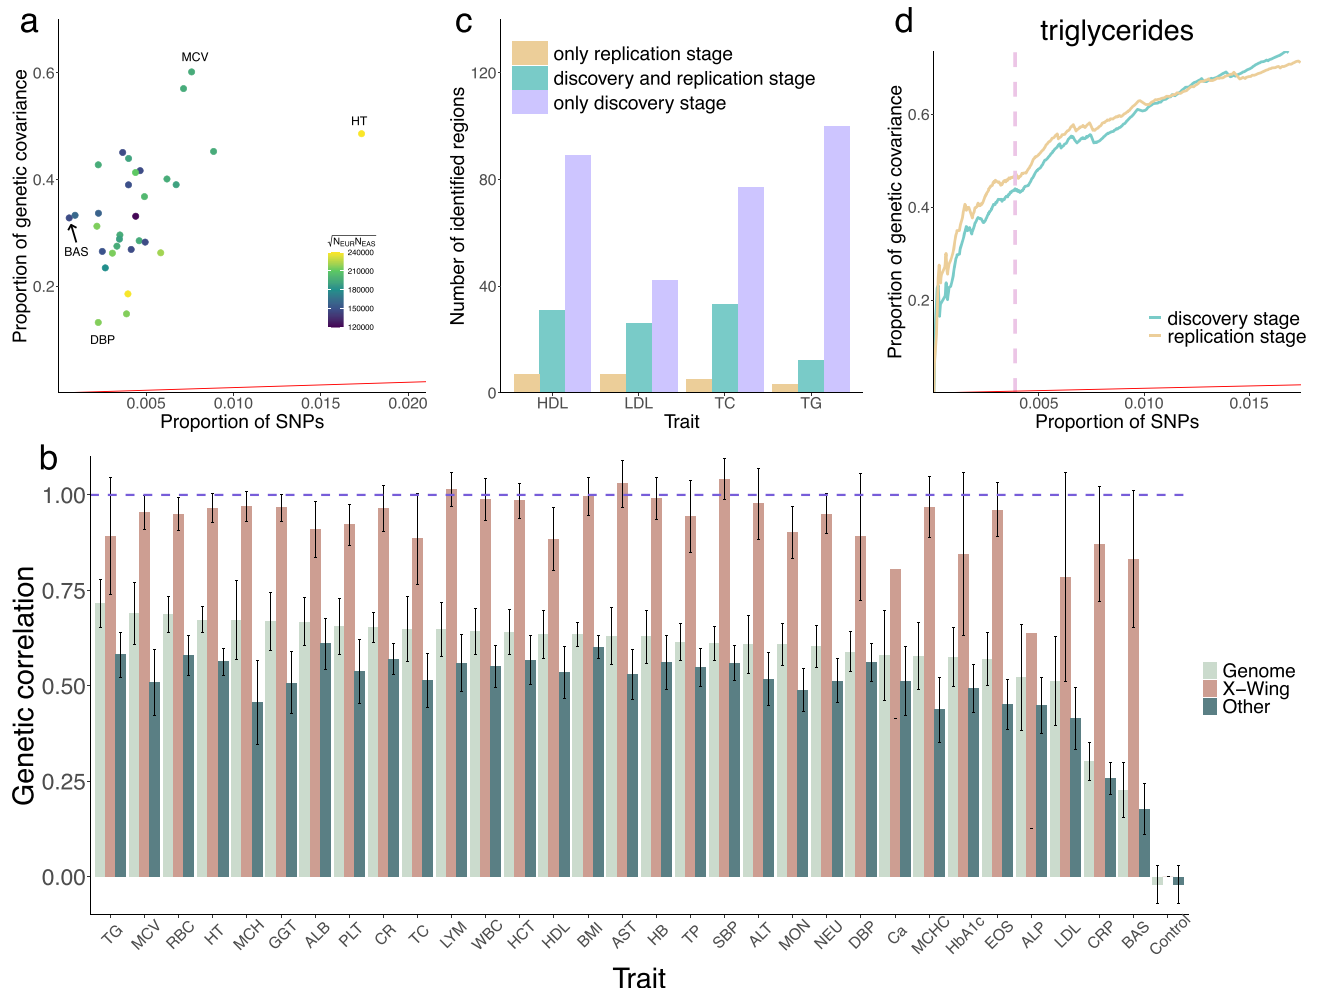 a
MCV
HT
BAS
DBP
√NEURNEAS
240000
210000
180000
150000
120000
0.6
0.4
0.2
0.005
0.010
0.015
0.020
Proportion of genetic covariance
Proportion of SNPs
c
only replication stage
discovery and replication stage
only discovery stage
120
80
40
0
HDL
LDL
TC
TG
Number of identified regions
Trait
d
triglycerides
0.6
0.4
0.2
discovery stage
replication stage
0.005
0.010
0.015
Proportion of genetic covariance
Proportion of SNPs
b
1.00
0.75
0.50
0.25
0.00
Genetic correlation
Genome
X−Wing
Other
TG
MCV
RBC
HT
MCH
GGT
ALB
PLT
CR
TC
LYM
WBC
HCT
HDL
BMI
AST
HB
TP
SBP
ALT
MON
NEU
DBP
Ca
MCHC
HbA1c
EOS
ALP
LDL
CRP
BAS
Control
Trait